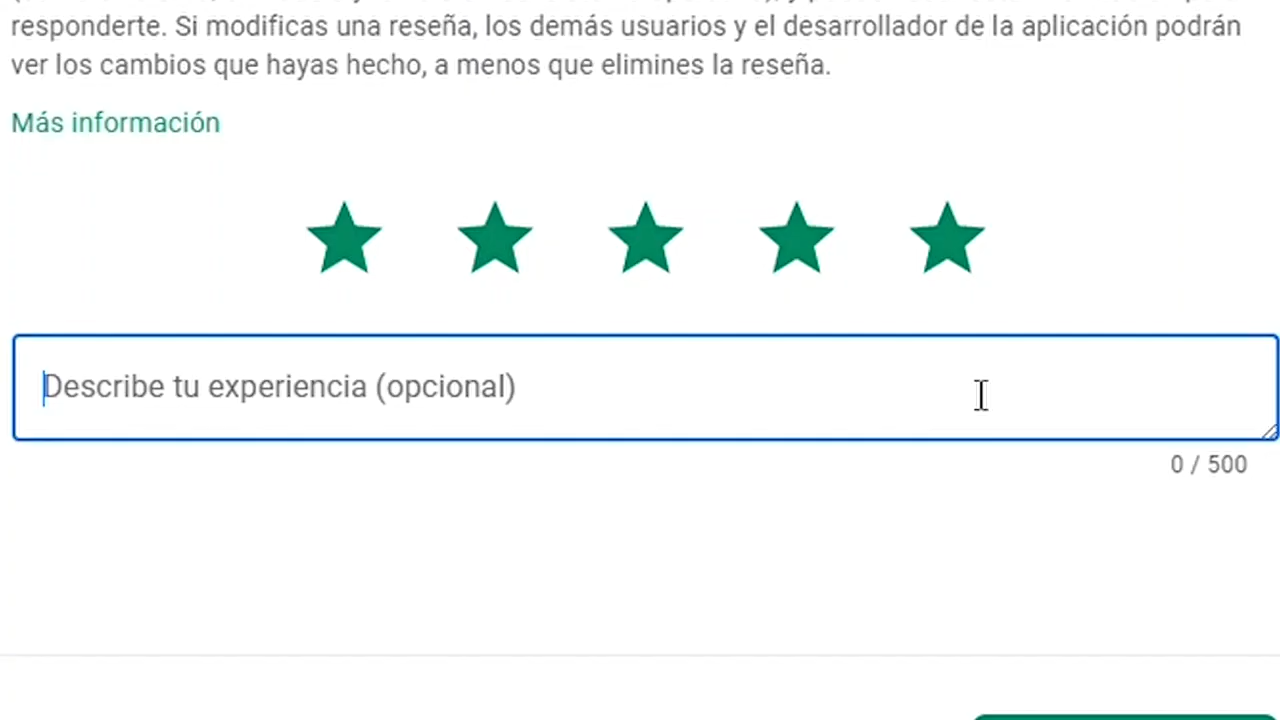 responderte. Si modificas una reseña, los demás usuarios y el desarrollador de la aplicación podrán
ver los cambios que hayas hecho, a menos que elimines la reseña.
Más información
Describe tu experiencia (opcional)
0 / 500